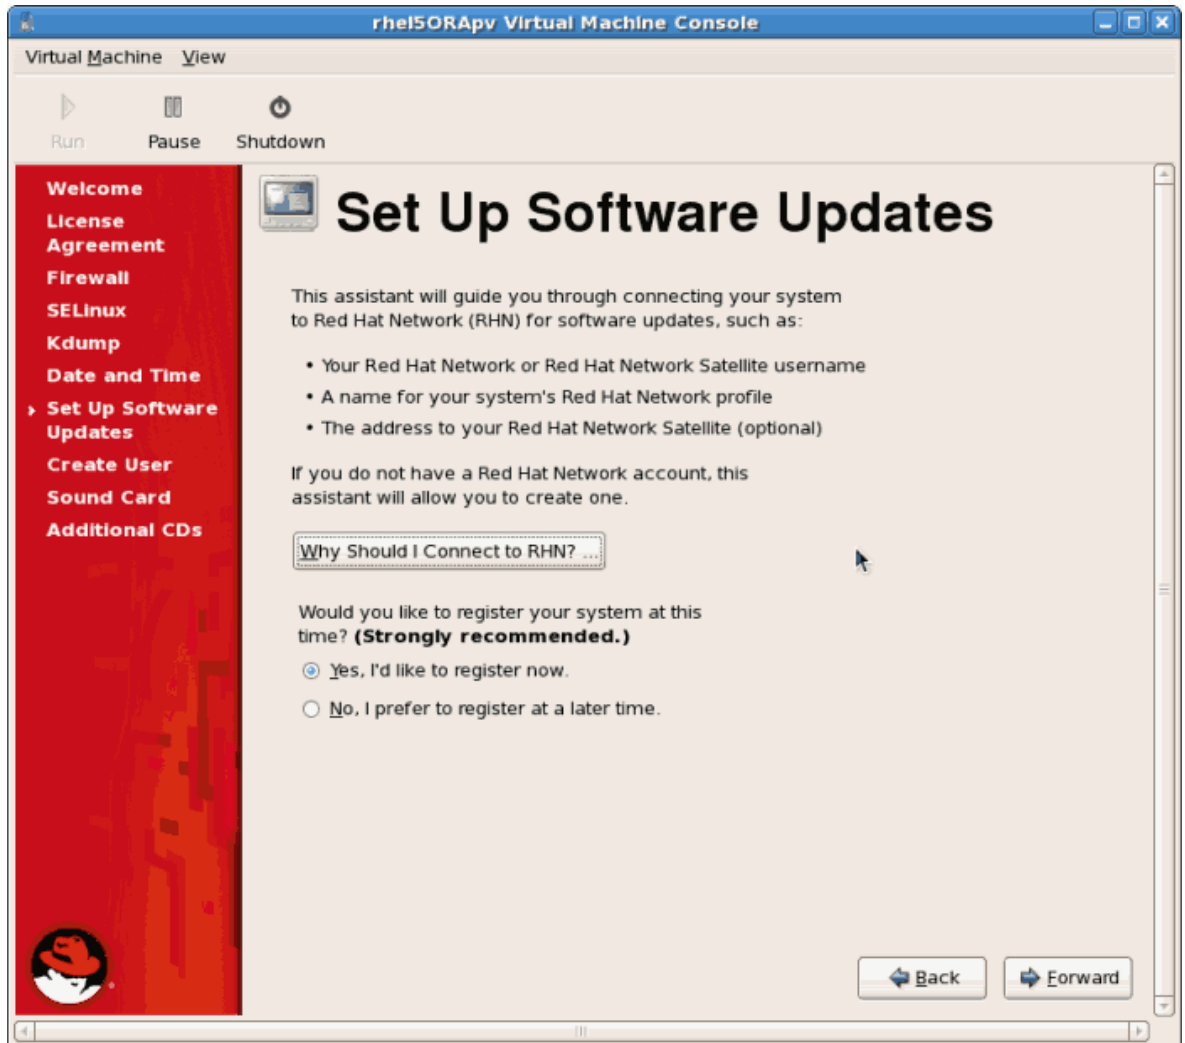 rhel5ORApv Virtual Machine Console
Virtual Machine View
Run Pause Shutdown
Welcome
License
Agreement
Firewall
SELinux
Kdump
Date and Time
Set Up Software
Updates
Create User
Sound Card
Additional CDs
Set Up Software Updates
This assistant will guide you through connecting your system
to Red Hat Network (RHN) for software updates, such as:
• Your Red Hat Network or Red Hat Network Satellite username
• A name for your system's Red Hat Network profile
• The address to your Red Hat Network Satellite (optional)
If you do not have a Red Hat Network account, this
assistant will allow you to create one.
Why Should I Connect to RHN? ...
Would you like to register your system at this
time? (Strongly recommended.)
Yes, I'd like to register now.
No, I prefer to register at a later time.
Back Forward